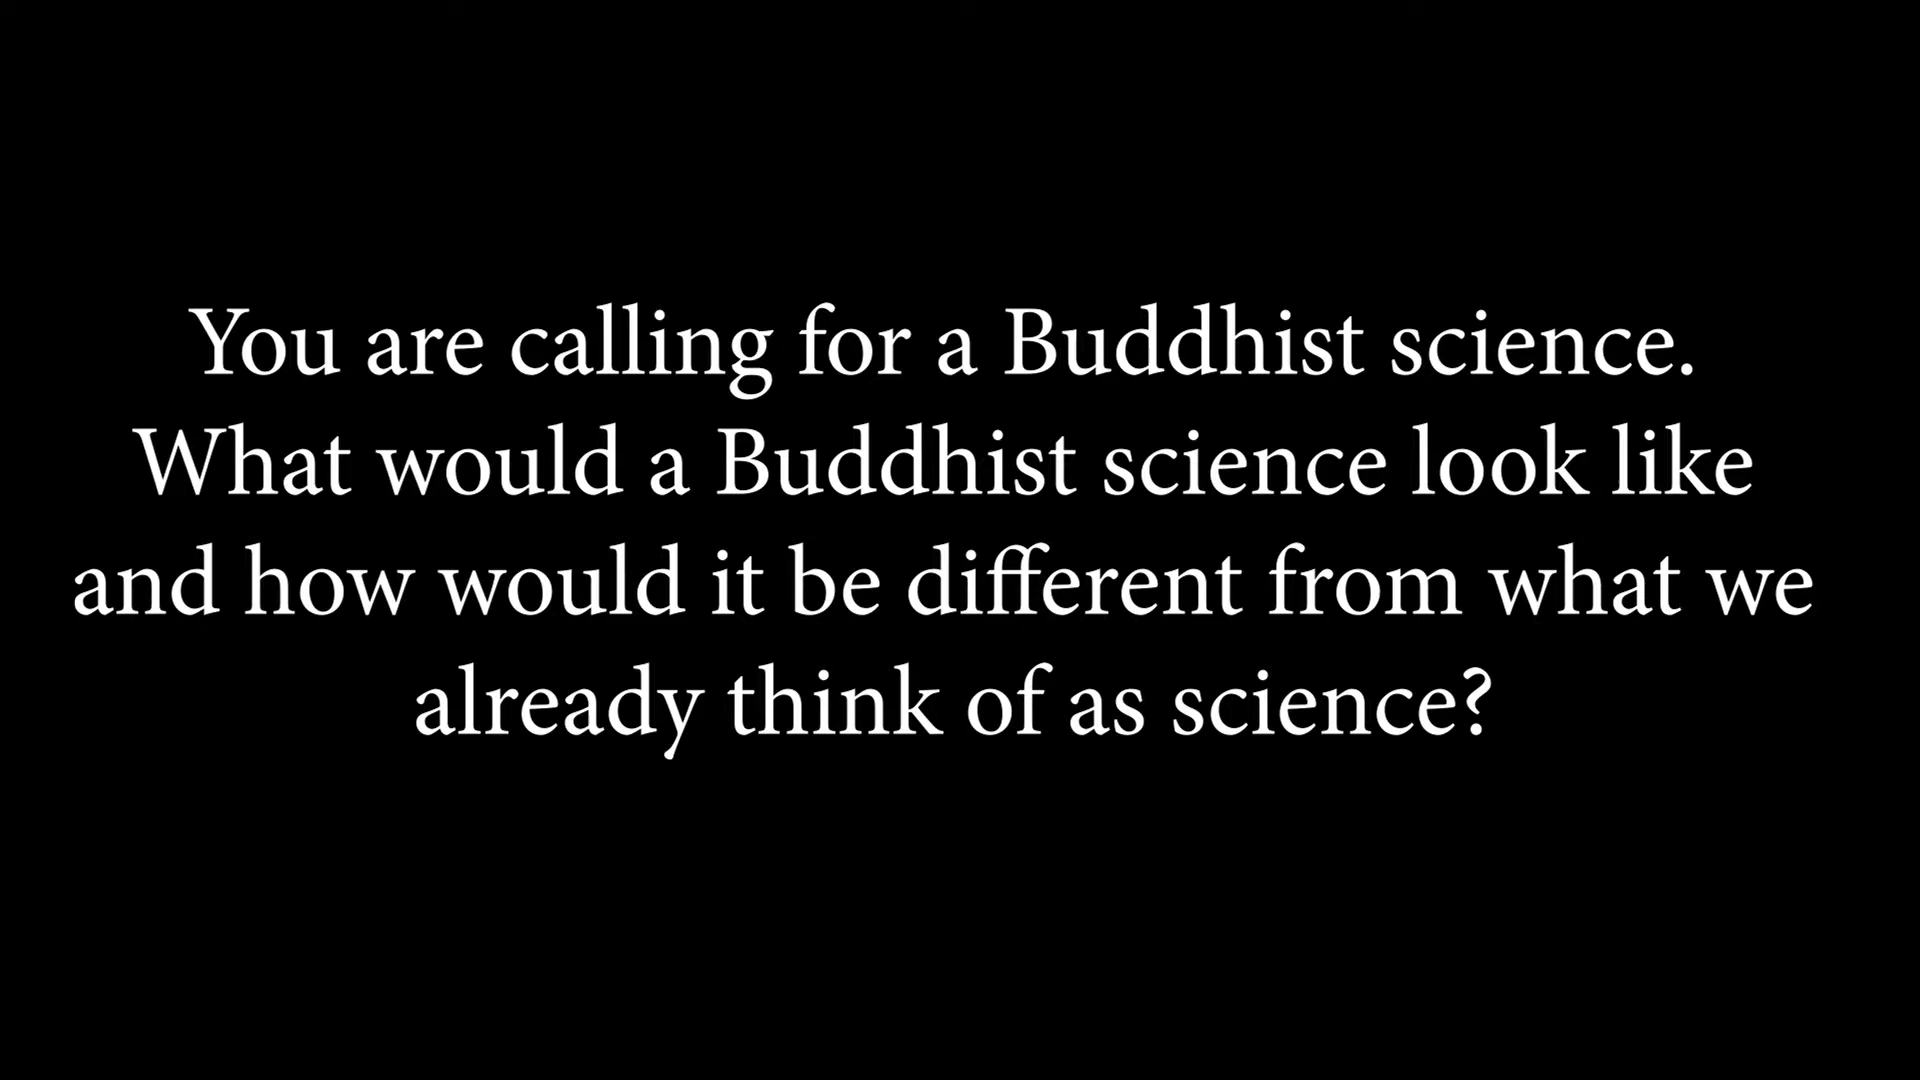 You are calling for a Buddhist science.
What would a Buddhist science look like
and how would it be different from what we
already think of as science?